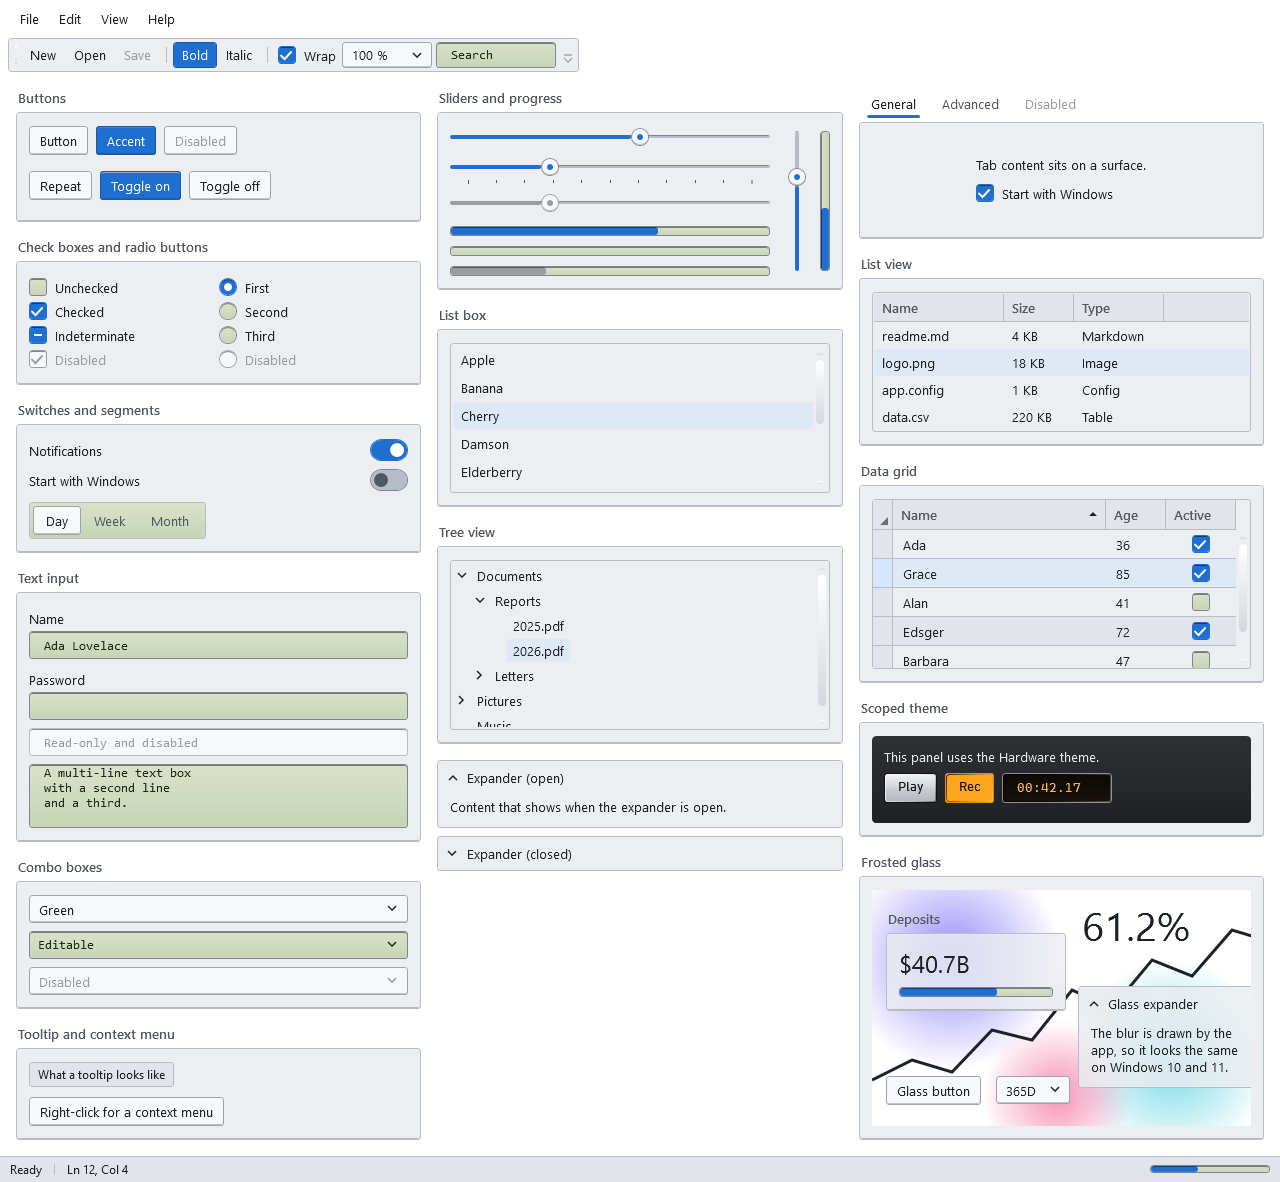 File Edit View Help
New Open Save Bold Italic Wrap 100 % Search
Buttons
Button Accent Disabled
Repeat Toggle on Toggle off
Check boxes and radio buttons
Unchecked First
Checked Second
Indeterminate Third
Disabled Disabled
Switches and segments
Notifications
Start with Windows
Day Week Month
Text input
Name
Ada Lovelace
Password
Read-only and disabled
A multi-line text box
with a second line
and a third.
Combo boxes
Green
Editable
Disabled
Tooltip and context menu
What a tooltip looks like
Right-click for a context menu
Sliders and progress
List box
Apple
Banana
Cherry
Damson
Elderberry
Tree view
Documents
Reports
2025.pdf
2026.pdf
Letters
Pictures
Music
Expander (open)
Content that shows when the expander is open.
Expander (closed)
General Advanced Disabled
Tab content sits on a surface.
Start with Windows
List view
Name Size Type
readme.md 4 KB Markdown
logo.png 18 KB Image
app.config 1 KB Config
data.csv 220 KB Table
Data grid
Name Age Active
Ada 36
Grace 85
Alan 41
Edsger 72
Barbara 47
Scoped theme
This panel uses the Hardware theme.
Play Rec 00:42.17
Frosted glass
Deposits
61.2%
$40.7B
Glass expander
The blur is drawn by the
app, so it looks the same
on Windows 10 and 11.
Glass button 365D
Ready Ln 12, Col 4